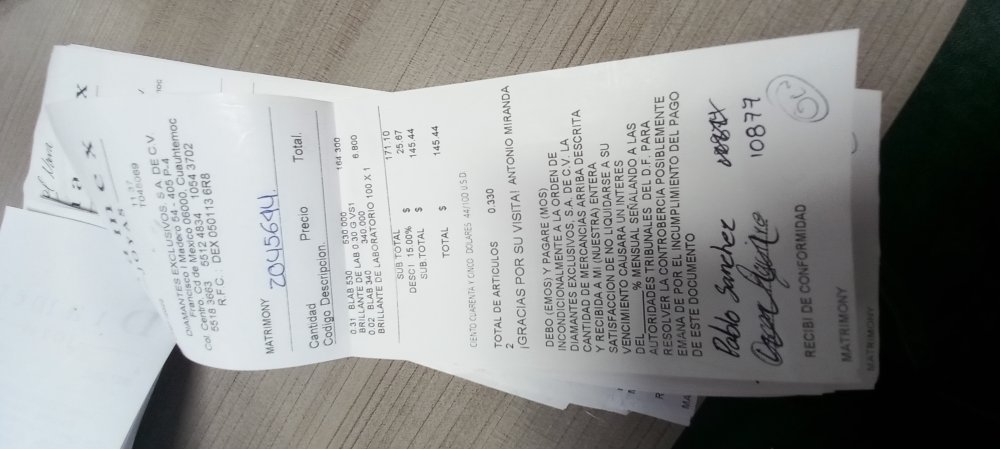 DIAMANTES EXCLUSIVOS, S.A. DE C.V.
Francisco I Madero 54 - 405 P-4
Col. Centro, Cd de Mexico 06000, Cuauhtemoc
5518 3663 5512 4834 1054 3702
R.F.C. : DEX 050113 6R8
MATRIMONY 2045644
Cantidad Precio Total.
Codigo Descripcion.
0.31 BLAB 530 530.000 164.300
BRILLANTE DE LAB 0.30 G VS1
0.02 BLAB 340 340.000 6.800
BRILLANTE DE LABORATORIO 100 X 1
SUB TOTAL 171.10
DESC1 15.00% $ 25.67
SUB.TOTAL $ 145.44
TOTAL $ 145.44
CIENTO CUARENTA Y CINCO DOLARES 44/100 U.S.D.
TOTAL DE ARTICULOS 0.330
2
¡GRACIAS POR SU VISITA! ANTONIO MIRANDA
DEBO (EMOS) Y PAGARE (MOS)
INCONDICIONALMENTE A LA ORDEN DE
DIAMANTES EXCLUSIVOS, S.A. DE C.V. LA
CANTIDAD DE MERCANCIAS ARRIBA DESCRITA
Y RECIBIDA A MI (NUESTRA) ENTERA
SATISFACCION DE NO LIQUIDARSE A SU
VENCIMIENTO CAUSARA UN INTERES
DEL % MENSUAL SEÑALANDO A LAS
AUTORIDADES TRIBUNALES DEL D.F. PARA
RESOLVER LA CONTROBERCIA POSIBLEMENTE
EMANA DE POR EL INCUMPLIMIENTO DEL PAGO
DE ESTE DOCUMENTO
Pablo Sanchez
10877
RECIBI DE CONFORMIDAD
MATRIMONY
MATRIMONY